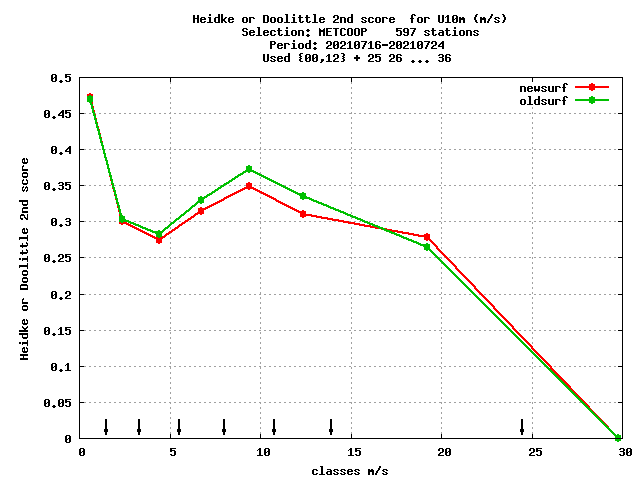 Heidke or Doolittle 2nd score  for U10m (m/s)
Selection: METCOOP    597 stations
Period: 20210716-20210724
Used {00,12} + 25 26 ... 36
newsurf
oldsurf
0.5
0.45
0.4
0.35
0.3
0.25
0.2
0.15
0.1
0.05
0
Heidke or Doolittle 2nd score
0 5 10 15 20 25 30
classes m/s